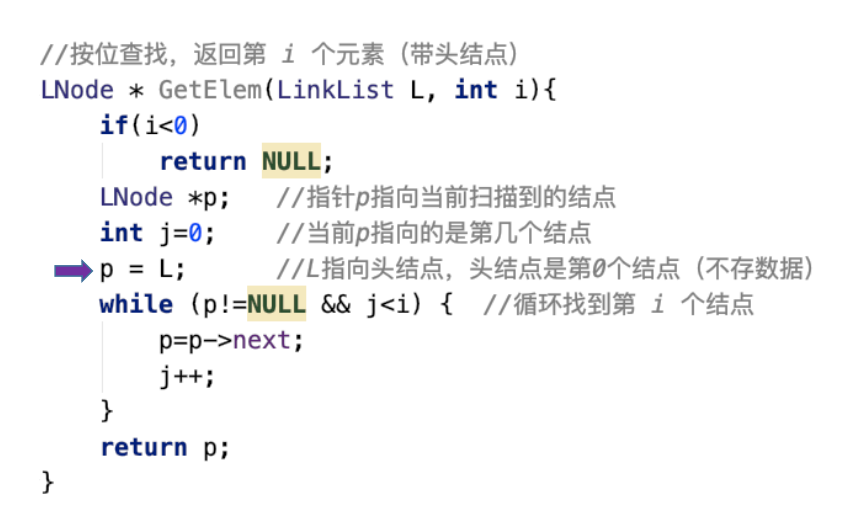 //按位查找，返回第 i 个元素（带头结点）
LNode * GetElem(LinkList L, int i){
    if(i<0)
        return NULL;
    LNode *p;   //指针p指向当前扫描到的结点
    int j=0;    //当前p指向的是第几个结点
    p = L;      //L指向头结点，头结点是第0个结点（不存数据）
    while (p!=NULL && j<i) {  //循环找到第 i 个结点
        p=p->next;
        j++;
    }
    return p;
}